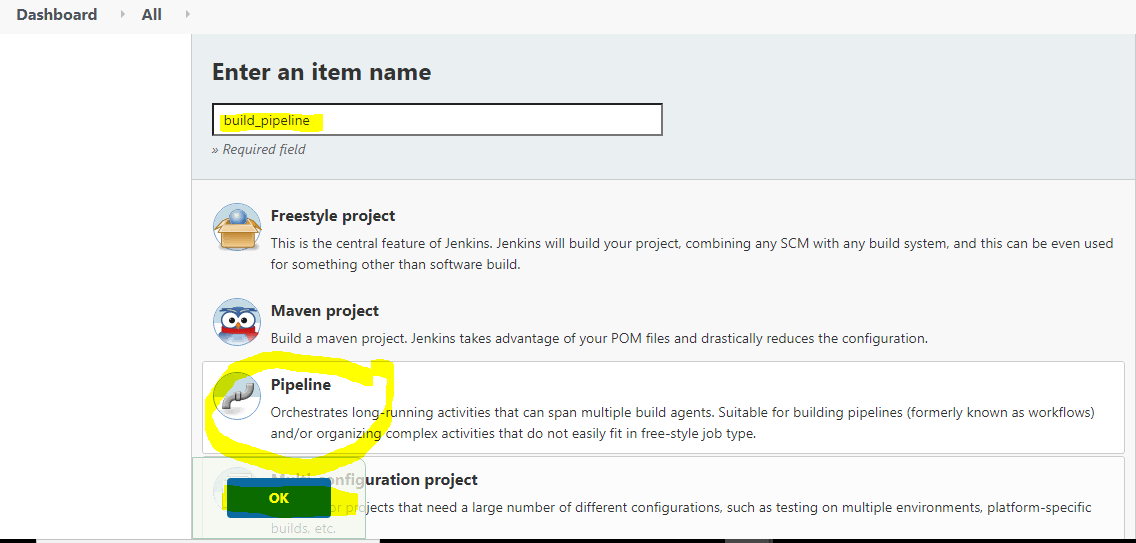 Dashboard All
Enter an item name
build_pipeline
» Required field
Freestyle project
This is the central feature of Jenkins. Jenkins will build your project, combining any SCM with any build system, and this can be even used
for something other than software build.
Maven project
Build a maven project. Jenkins takes advantage of your POM files and drastically reduces the configuration.
Pipeline
Orchestrates long-running activities that can span multiple build agents. Suitable for building pipelines (formerly known as workflows)
and/or organizing complex activities that do not easily fit in free-style job type.
Multi-configuration project
OK
or projects that need a large number of different configurations, such as testing on multiple environments, platform-specific
builds, etc.